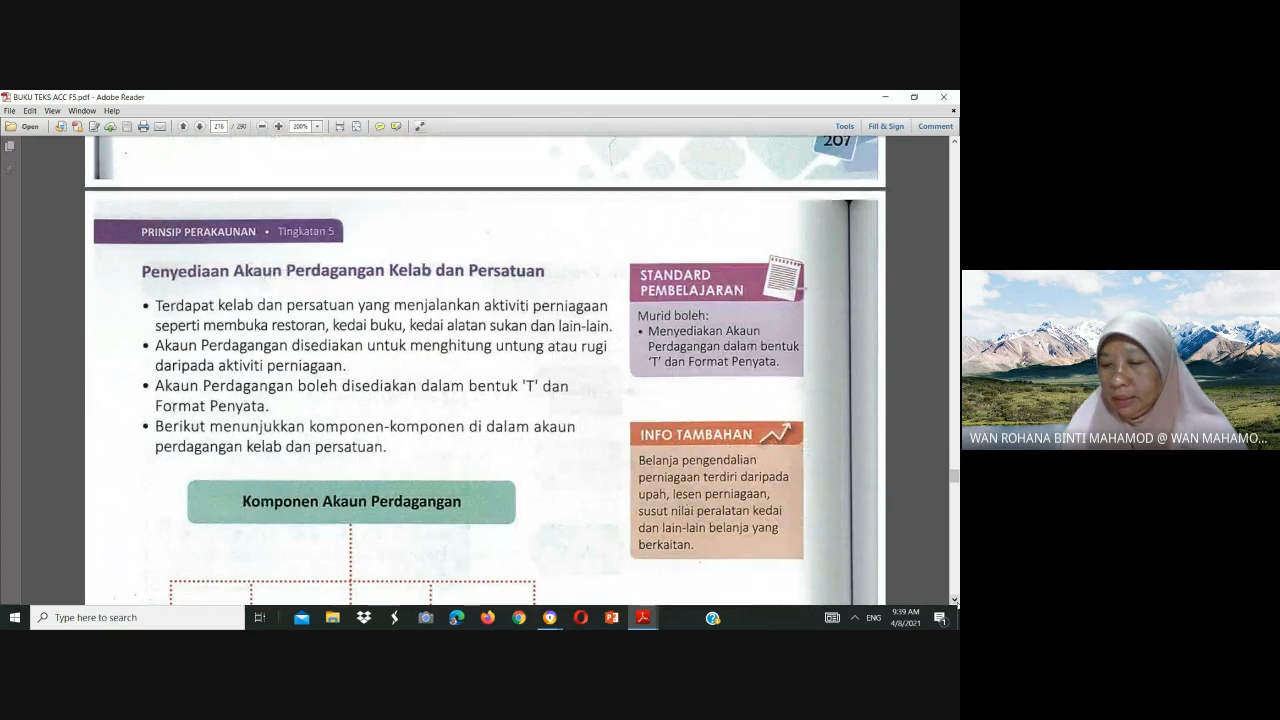 BUKU TEKS ACC F5.pdf - Adobe Reader
File Edit View Window Help
Open 216 / 290 200% Tools Fill & Sign Comment
207
PRINSIP PERAKAUNAN • Tingkatan 5
Penyediaan Akaun Perdagangan Kelab dan Persatuan
• Terdapat kelab dan persatuan yang menjalankan aktiviti perniagaan
seperti membuka restoran, kedai buku, kedai alatan sukan dan lain-lain.
• Akaun Perdagangan disediakan untuk menghitung untung atau rugi
daripada aktiviti perniagaan.
• Akaun Perdagangan boleh disediakan dalam bentuk 'T' dan
Format Penyata.
• Berikut menunjukkan komponen-komponen di dalam akaun
perdagangan kelab dan persatuan.
Komponen Akaun Perdagangan
STANDARD
PEMBELAJARAN
Murid boleh:
• Menyediakan Akaun
Perdagangan dalam bentuk
'T' dan Format Penyata.
INFO TAMBAHAN
Belanja pengendalian
perniagaan terdiri daripada
upah, lesen perniagaan,
susut nilai peralatan kedai
dan lain-lain belanja yang
berkaitan.
WAN ROHANA BINTI MAHAMOD @ WAN MAHAMO...
Type here to search
ENG
9:39 AM
4/8/2021